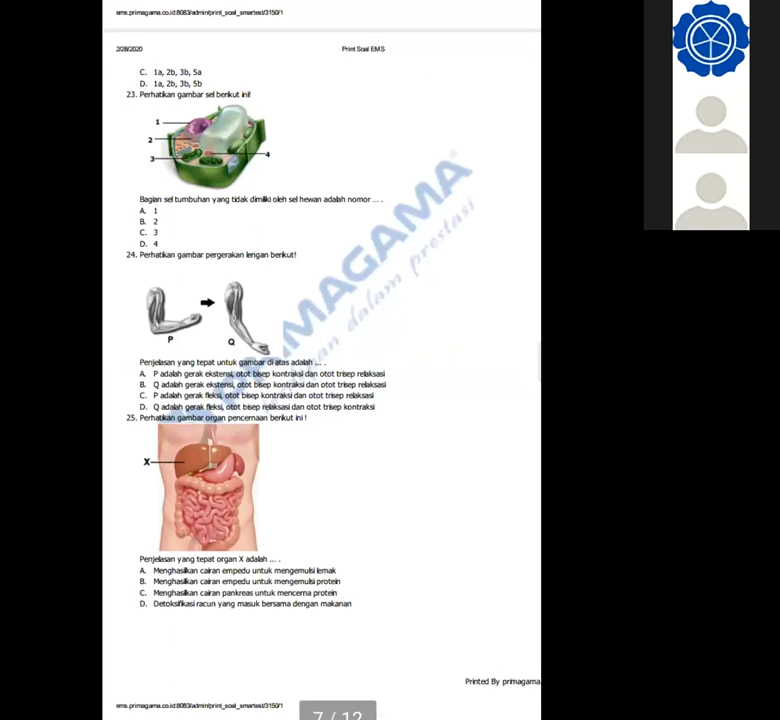 ems.primagama.co.id:8083/admin/print_soal_smartest/3150/1
2/28/2020 Print Soal EMS
C. 1a, 2b, 3b, 5a
D. 1a, 2b, 3b, 5b
23. Perhatikan gambar sel berikut ini!
1
2
3
4
Bagian sel tumbuhan yang tidak dimiliki oleh sel hewan adalah nomor ... .
A. 1
B. 2
C. 3
D. 4
24. Perhatikan gambar pergerakan lengan berikut!
P
Q
Penjelasan yang tepat untuk gambar di atas adalah ... .
A. P adalah gerak ekstensi, otot bisep kontraksi dan otot trisep relaksasi
B. Q adalah gerak ekstensi, otot bisep kontraksi dan otot trisep relaksasi
C. P adalah gerak fleksi, otot bisep kontraksi dan otot trisep relaksasi
D. Q adalah gerak fleksi, otot bisep relaksasi dan otot trisep kontraksi
25. Perhatikan gambar organ pencernaan berikut ini !
X
Penjelasan yang tepat organ X adalah ... .
A. Menghasilkan cairan empedu untuk mengemulsi lemak
B. Menghasilkan cairan empedu untuk mengemulsi protein
C. Menghasilkan cairan pankreas untuk mencerna protein
D. Detoksifikasi racun yang masuk bersama dengan makanan
PRIMAGAMA
dalam prestasi
Printed By primagama
ems.primagama.co.id:8083/admin/print_soal_smartest/3150/1
7 / 12